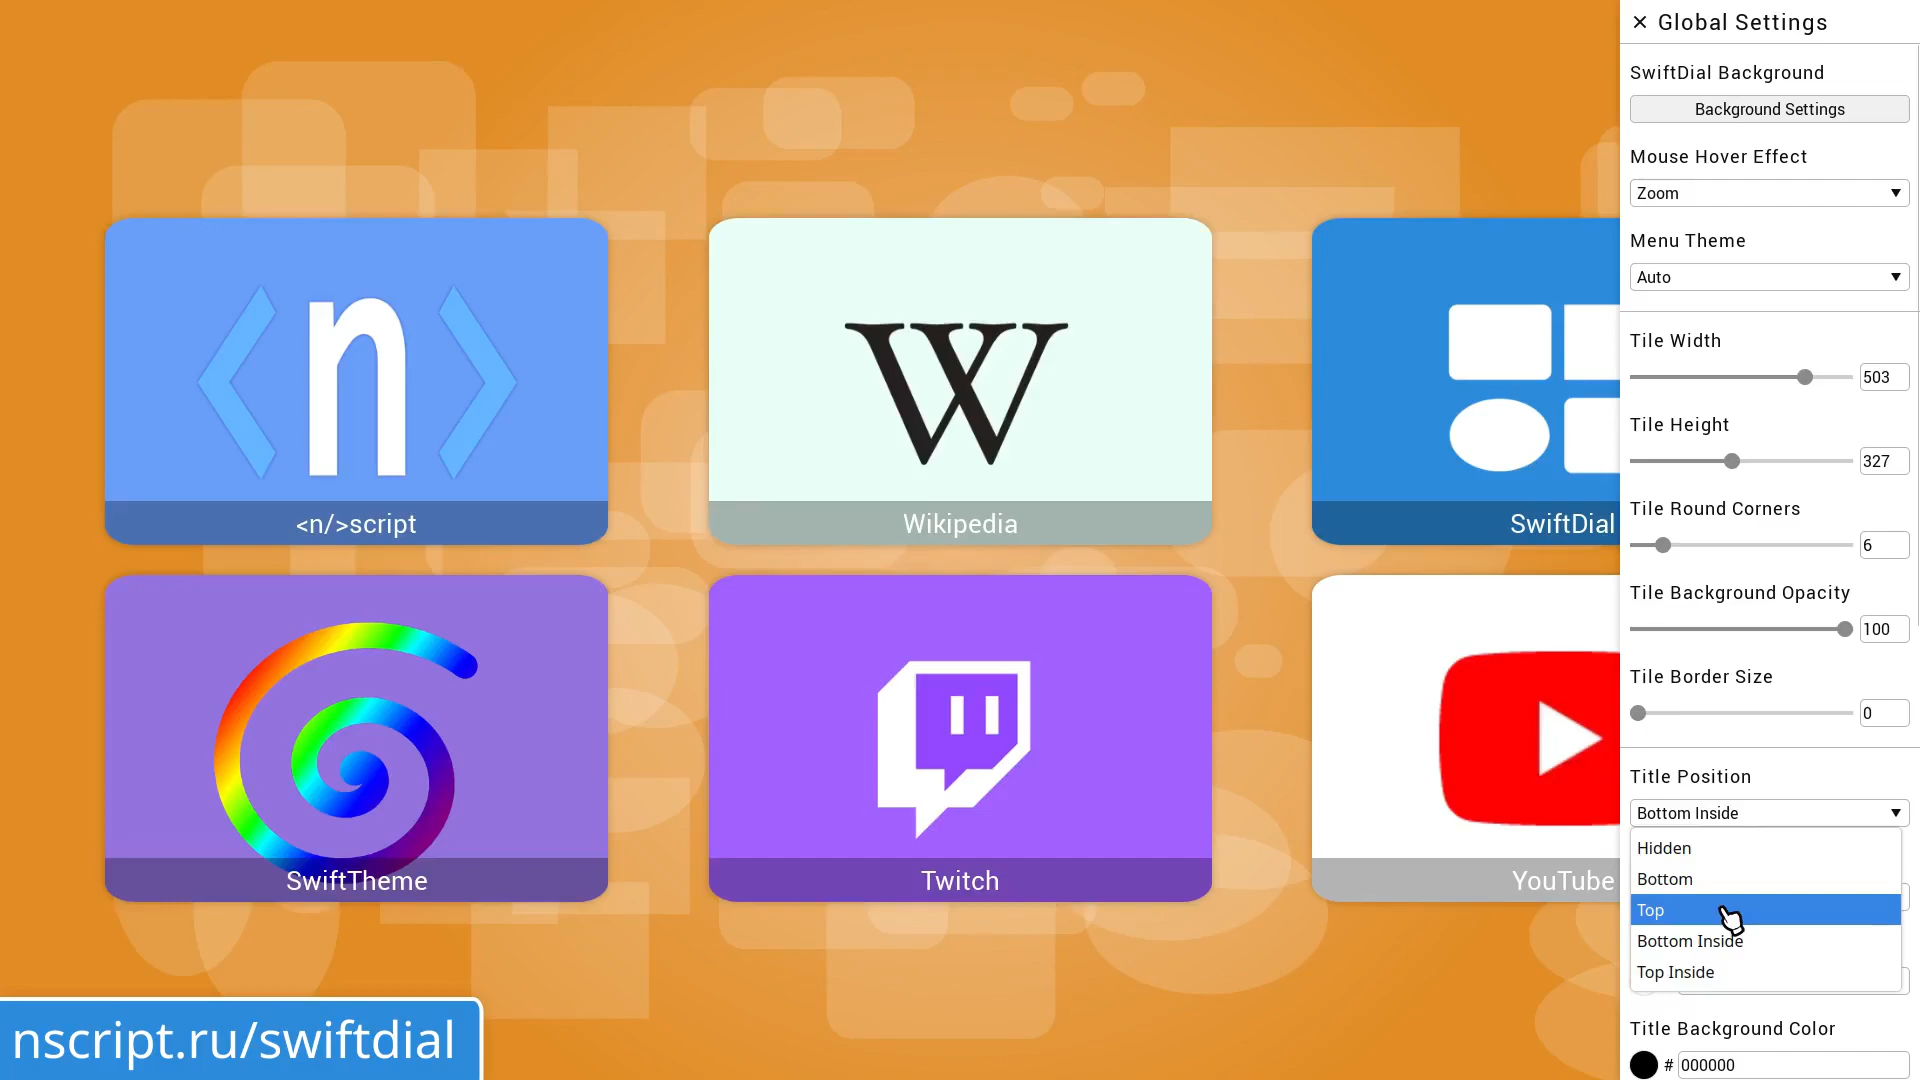 × Global Settings
SwiftDial Background
Background Settings
Mouse Hover Effect
Zoom
Menu Theme
Auto
Tile Width
503
Tile Height
327
Tile Round Corners
6
Tile Background Opacity
100
Tile Border Size
0
Title Position
Bottom Inside
Hidden
Bottom
Top
Bottom Inside
Top Inside
Title Background Color
# 000000
<n>
W
<n/>script
Wikipedia
SwiftDial
SwiftTheme
Twitch
YouTube
nscript.ru/swiftdial